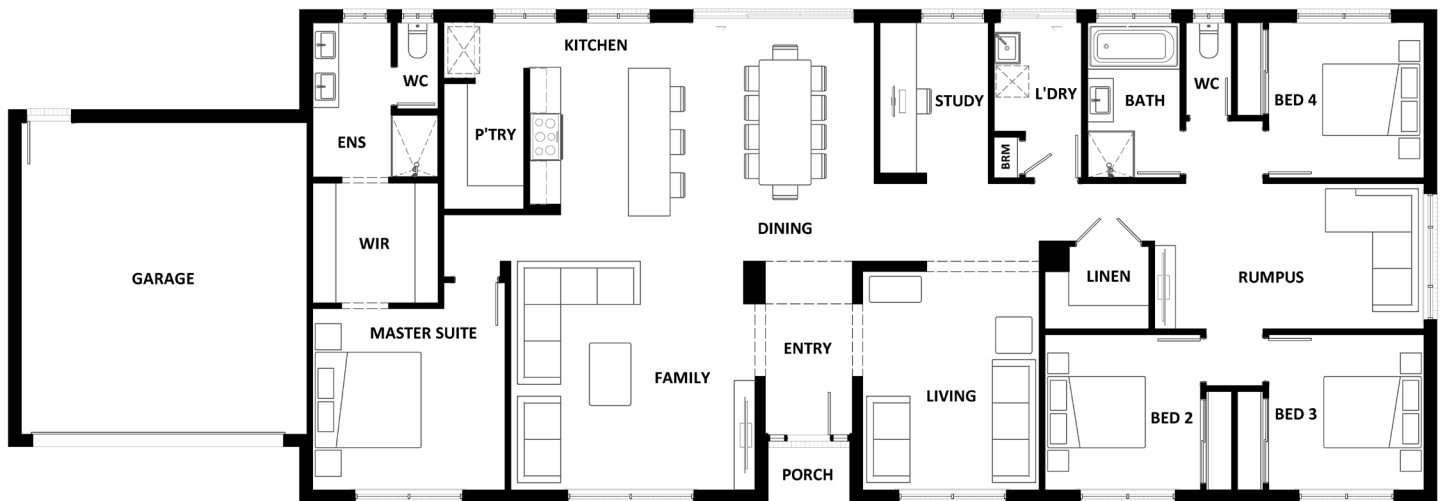 KITCHEN
WC
P'TRY
ENS
WIR
GARAGE
MASTER SUITE
FAMILY
DINING
ENTRY
PORCH
LIVING
STUDY
L'DRY
BRM
BATH
WC
BED 4
LINEN
RUMPUS
BED 2
BED 3